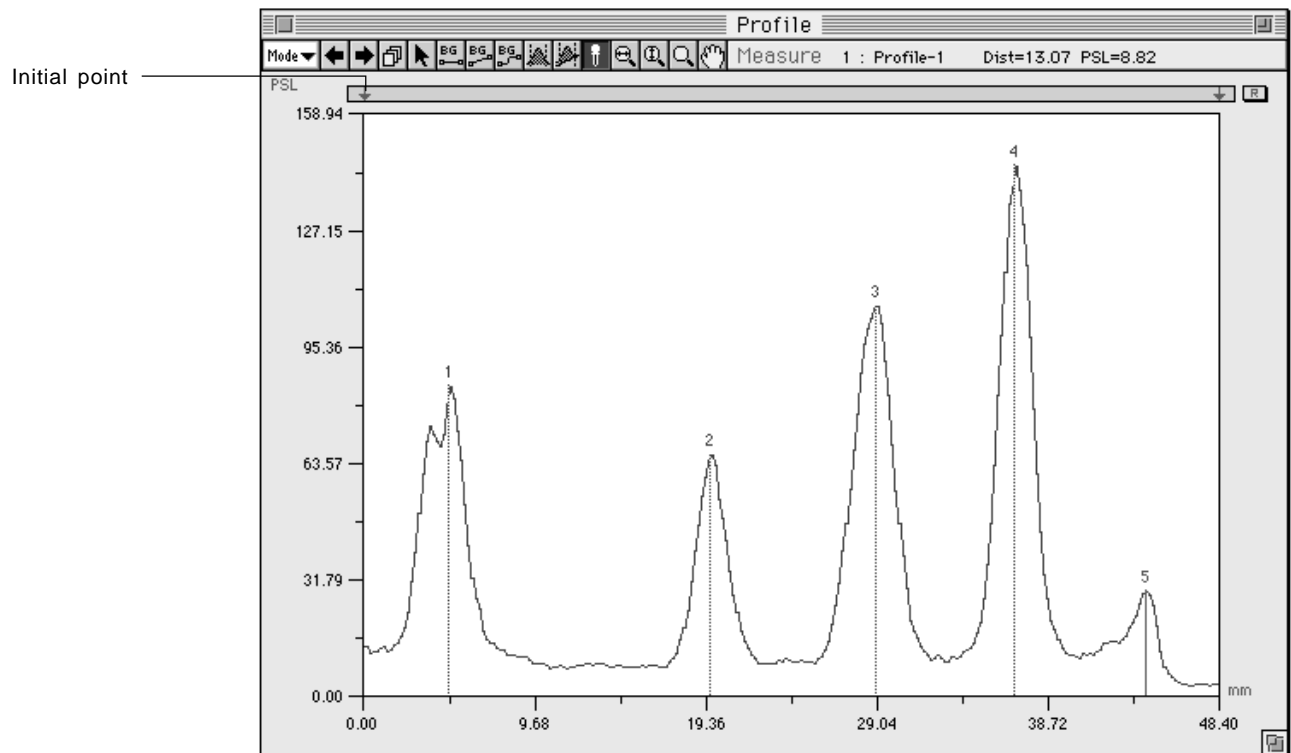 Profile
Mode BG BG BG Measure 1 : Profile-1 Dist=13.07 PSL=8.82
Initial point
PSL
R
158.94
4
127.15
3
95.36
1
2
63.57
31.79
5
0.00
mm
0.00 9.68 19.36 29.04 38.72 48.40